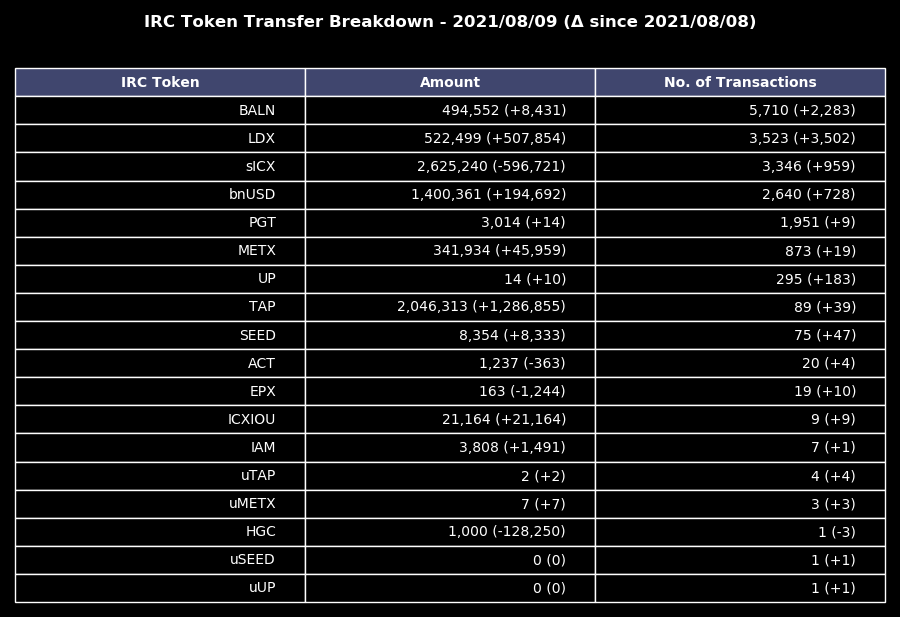 IRC Token Transfer Breakdown - 2021/08/09 (Δ since 2021/08/08)
IRC Token Amount No. of Transactions
BALN 494,552 (+8,431) 5,710 (+2,283)
LDX 522,499 (+507,854) 3,523 (+3,502)
sICX 2,625,240 (-596,721) 3,346 (+959)
bnUSD 1,400,361 (+194,692) 2,640 (+728)
PGT 3,014 (+14) 1,951 (+9)
METX 341,934 (+45,959) 873 (+19)
UP 14 (+10) 295 (+183)
TAP 2,046,313 (+1,286,855) 89 (+39)
SEED 8,354 (+8,333) 75 (+47)
ACT 1,237 (-363) 20 (+4)
EPX 163 (-1,244) 19 (+10)
ICXIOU 21,164 (+21,164) 9 (+9)
IAM 3,808 (+1,491) 7 (+1)
uTAP 2 (+2) 4 (+4)
uMETX 7 (+7) 3 (+3)
HGC 1,000 (-128,250) 1 (-3)
uSEED 0 (0) 1 (+1)
uUP 0 (0) 1 (+1)